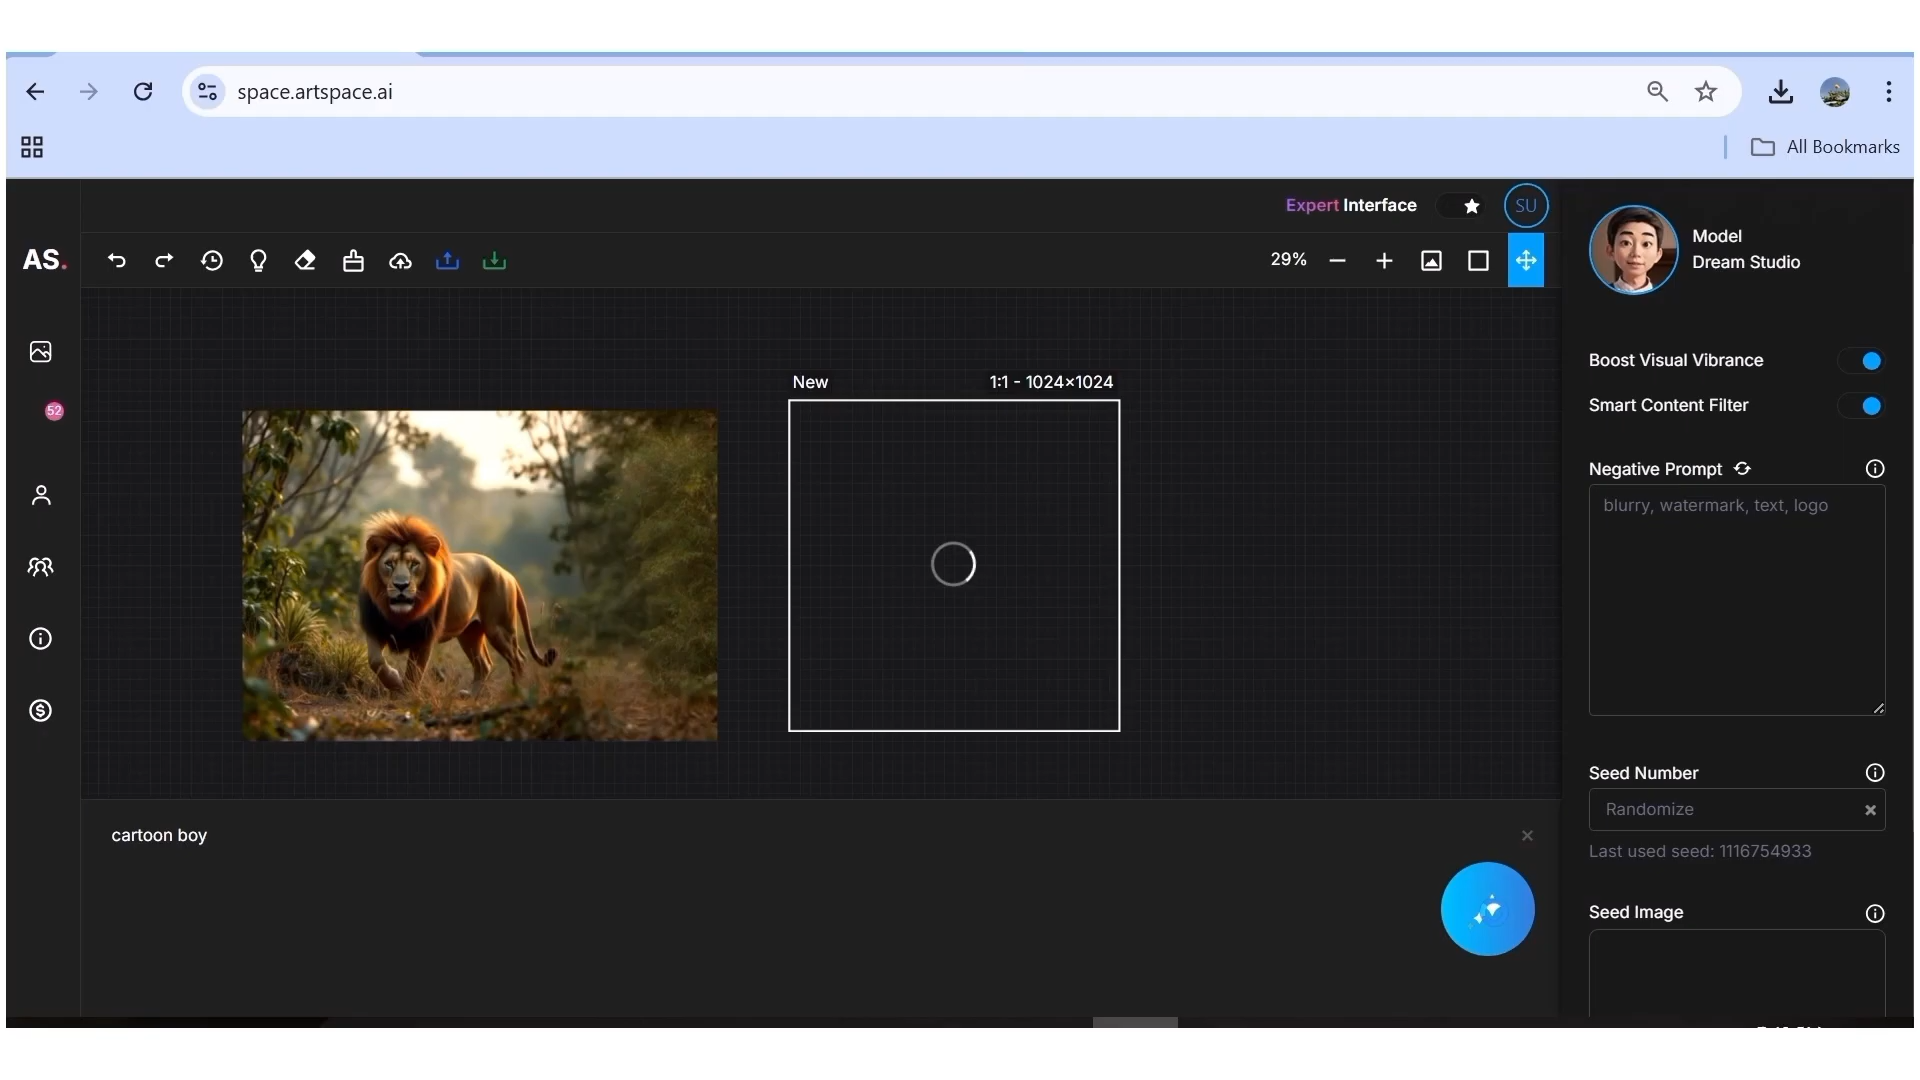 space.artspace.ai
All Bookmarks
Expert Interface
SU
AS.
29%
Model
Dream Studio
Boost Visual Vibrance
New
1:1 - 1024×1024
Smart Content Filter
52
Negative Prompt
blurry, watermark, text, logo
Seed Number
Randomize
cartoon boy
Last used seed: 1116754933
Seed Image